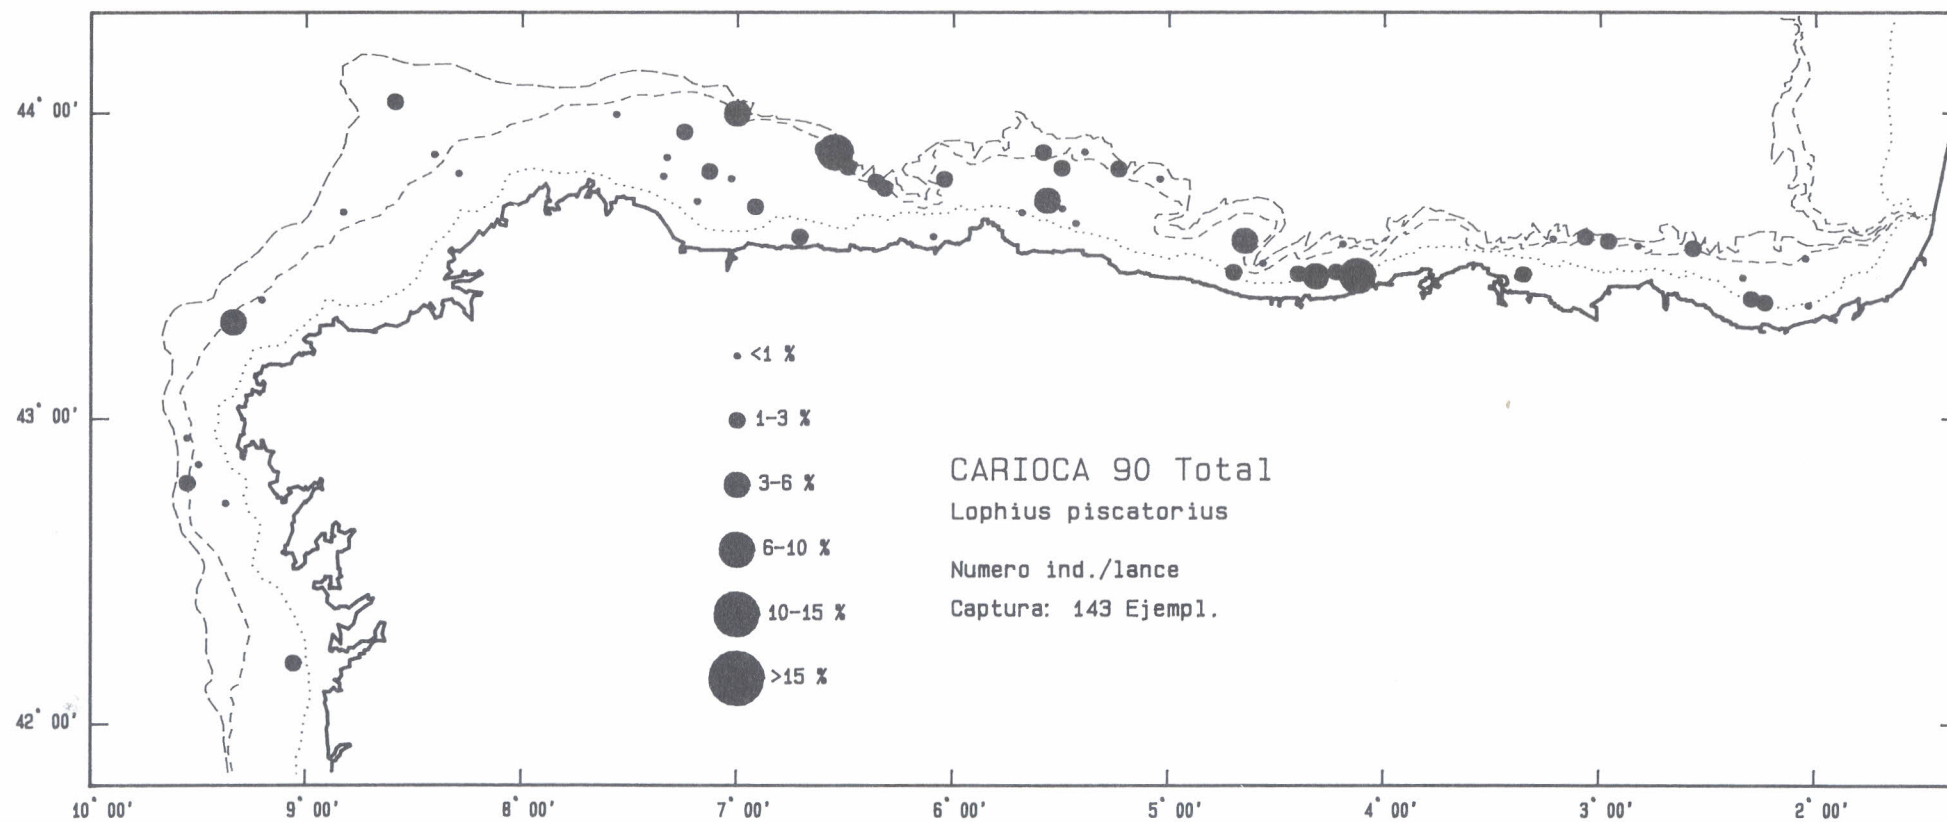 44° 00'
43° 00'
42° 00'
<1 %
1-3 %
3-6 %
6-10 %
10-15 %
>15 %
CARIOCA 90 Total
Lophius piscatorius
Numero ind./lance
Captura: 143 Ejempl.
10° 00' 9° 00' 8° 00' 7° 00' 6° 00' 5° 00' 4° 00' 3° 00' 2° 00'